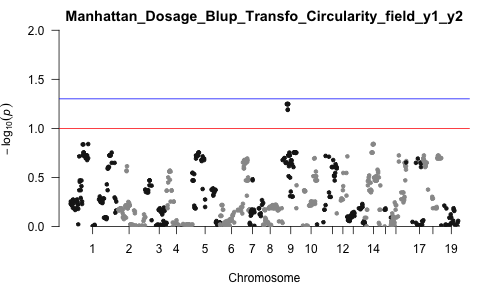 Manhattan_Dosage_Blup_Transfo_Circularity_field_y1_y2
2.0
1.5
1.0
0.5
0.0
− log10(p)
1 2 3 4 5 6 7 8 9 10 12 14 17 19
Chromosome